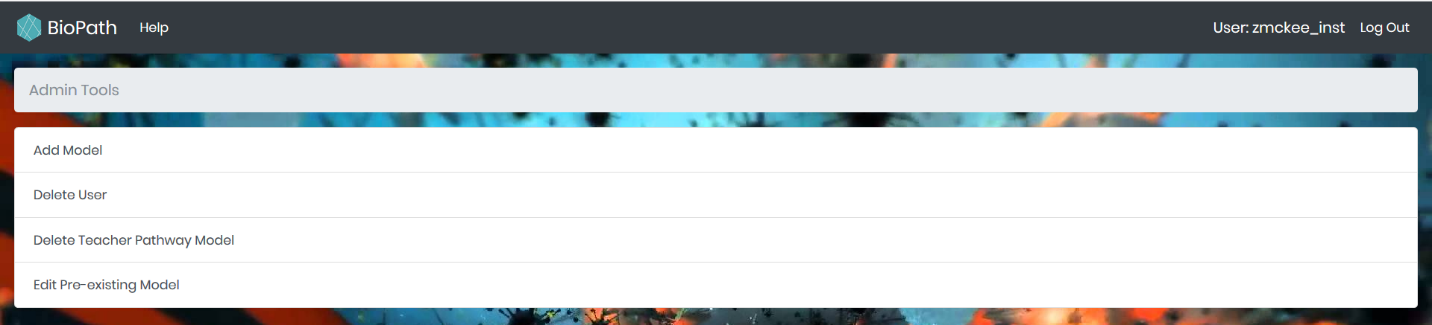 BioPath Help User: zmckee_inst Log Out
Admin Tools
Add Model
Delete User
Delete Teacher Pathway Model
Edit Pre-existing Model